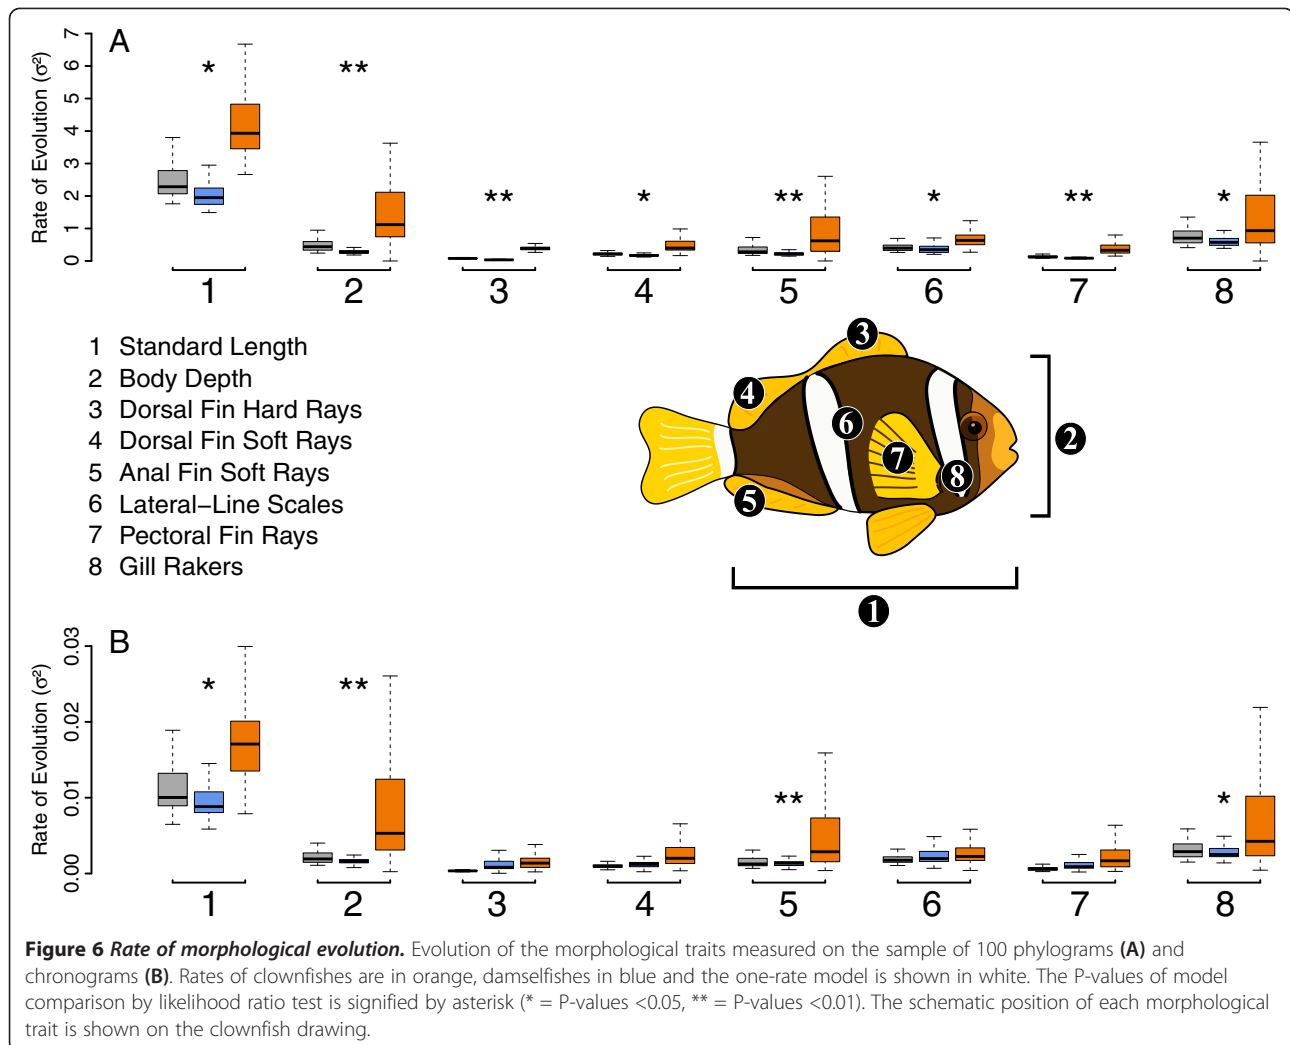 A
Rate of Evolution (σ²)
7
6
5
4
3
2
1
0
* ** ** * ** * ** *
1 2 3 4 5 6 7 8
1 Standard Length
2 Body Depth
3 Dorsal Fin Hard Rays
4 Dorsal Fin Soft Rays
5 Anal Fin Soft Rays
6 Lateral−Line Scales
7 Pectoral Fin Rays
8 Gill Rakers
3
4
6
2
7
8
5
1
B
Rate of Evolution (σ²)
0.03
0.02
0.01
0.00
* ** ** *
1 2 3 4 5 6 7 8
Figure 6 Rate of morphological evolution. Evolution of the morphological traits measured on the sample of 100 phylograms (A) and
chronograms (B). Rates of clownfishes are in orange, damselfishes in blue and the one-rate model is shown in white. The P-values of model
comparison by likelihood ratio test is signified by asterisk (* = P-values <0.05, ** = P-values <0.01). The schematic position of each morphological
trait is shown on the clownfish drawing.